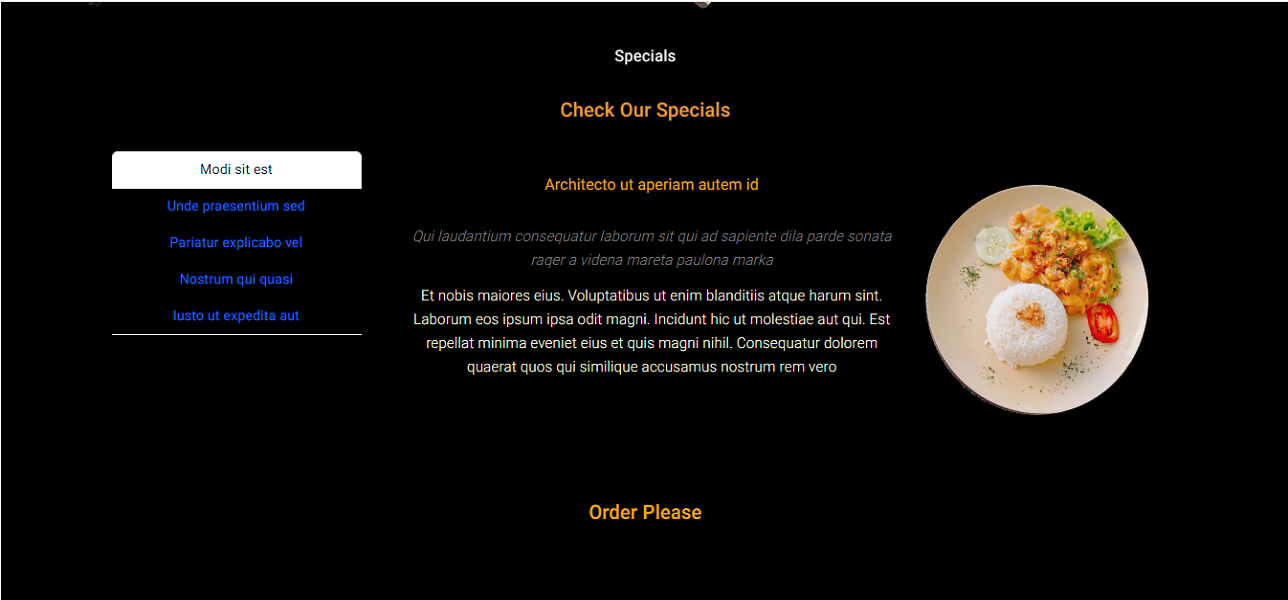 Specials
Check Our Specials
Modi sit est
Unde praesentium sed
Pariatur explicabo vel
Nostrum qui quasi
Iusto ut expedita aut
Architecto ut aperiam autem id
Qui laudantium consequatur laborum sit qui ad sapiente dila parde sonata
raqer a videna mareta paulona marka
Et nobis maiores eius. Voluptatibus ut enim blanditiis atque harum sint.
Laborum eos ipsum ipsa odit magni. Incidunt hic ut molestiae aut qui. Est
repellat minima eveniet eius et quis magni nihil. Consequatur dolorem
quaerat quos qui similique accusamus nostrum rem vero
Order Please